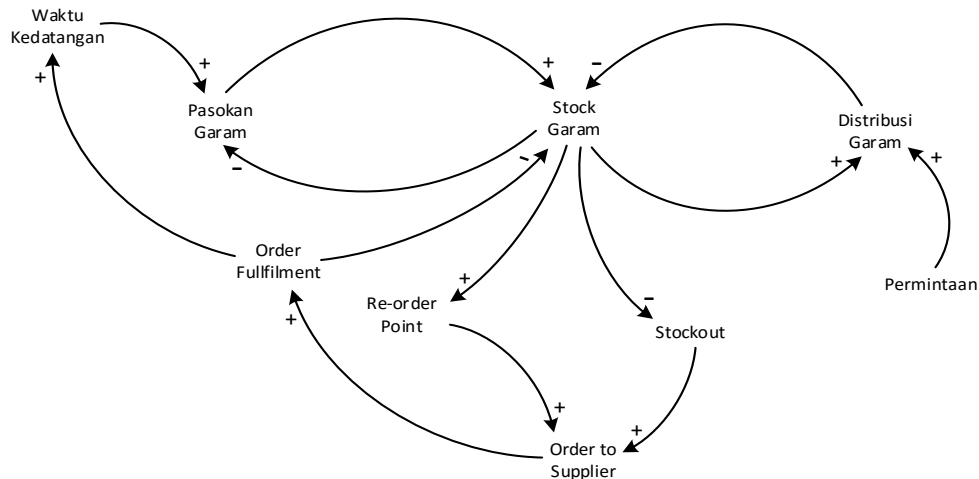 Waktu
Kedatangan
+
+
+
Pasokan
Garam
-
+
Stock
Garam
-
-
Distribusi
Garam
+
+
Permintaan
Order
Fullfilment
+
Re-order
Point
+
-
Stockout
+
+
Order to
Supplier